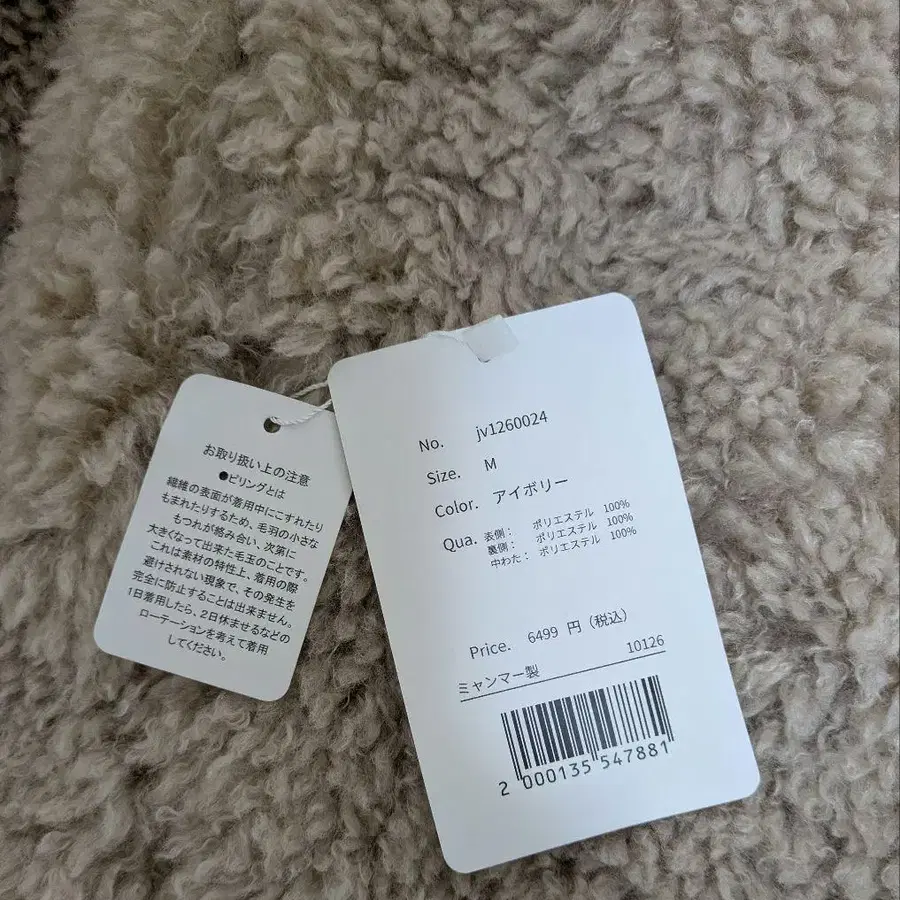 お取り扱い上の注意
●ピリングとは
繊維の表面が着用中にこすれたり
もまれたりするため、毛羽の小さな
もつれが絡み合い、次第に
大きくなって出来た毛玉のことです。
これは素材の特性上、着用の際
避けされない現象で、その発生を
完全に防止することは出来ません。
1日着用したら、2日休ませるなどの
ローテーションを考えて着用
してください。
No. jv1260024
Size. M
Color. アイボリー
Qua. 表側： ポリエステル 100%
裏側： ポリエステル 100%
中わた： ポリエステル 100%
Price. 6499 円（税込）
10126
ミャンマー製
2 000135 547881